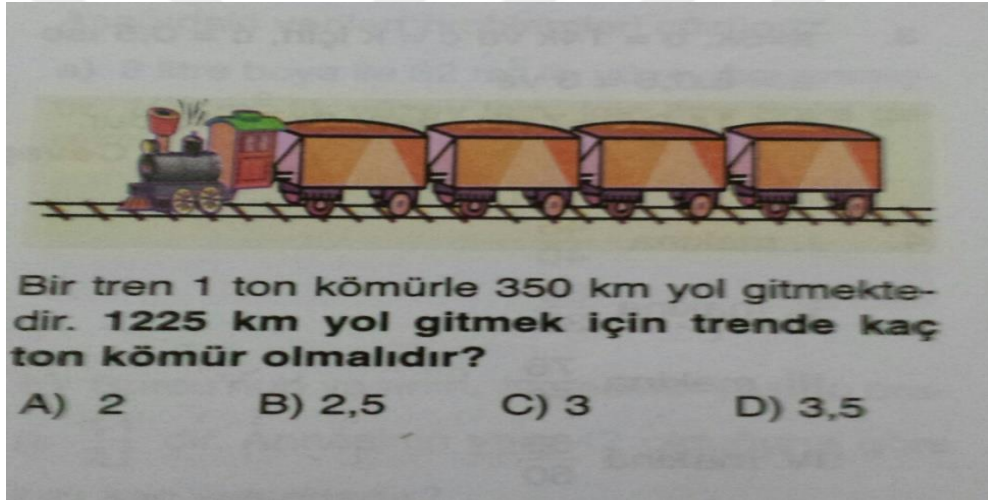 Bir tren 1 ton kömürle 350 km yol gitmekte-
dir. 1225 km yol gitmek için trende kaç
ton kömür olmalıdır?
A) 2 B) 2,5 C) 3 D) 3,5